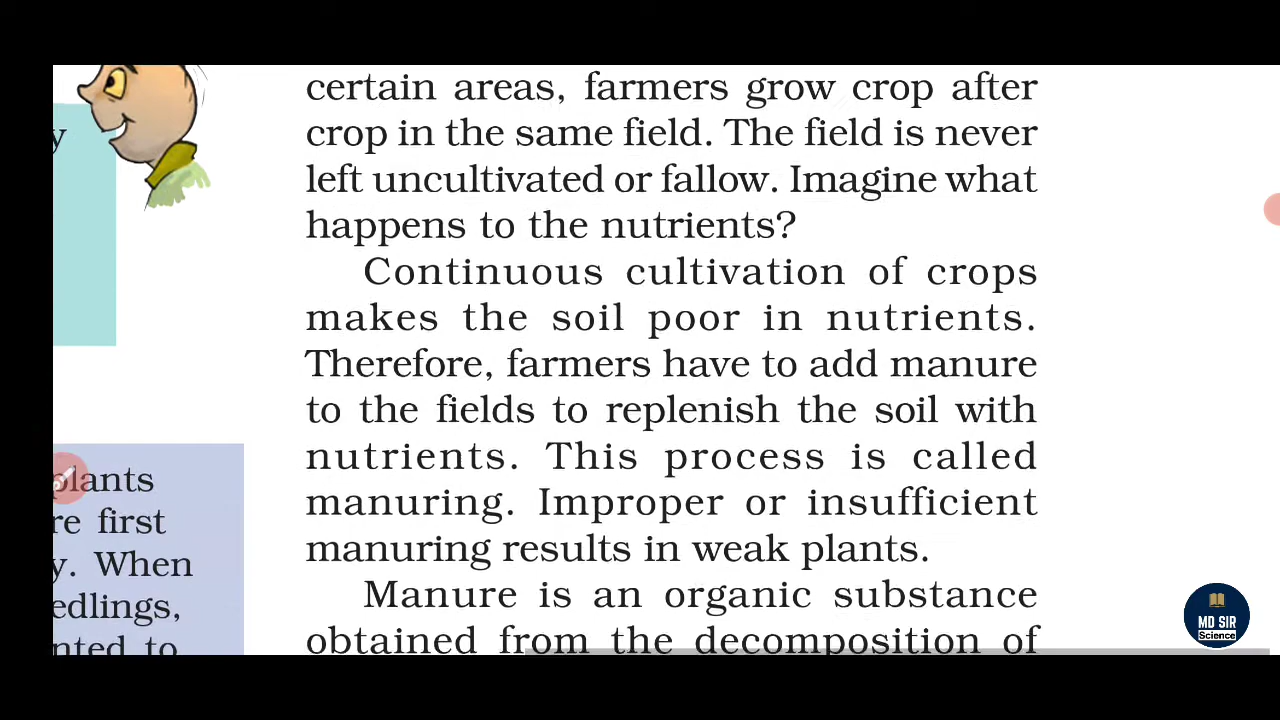 y
certain areas, farmers grow crop after
crop in the same field. The field is never
left uncultivated or fallow. Imagine what
happens to the nutrients?
Continuous cultivation of crops
makes the soil poor in nutrients.
Therefore, farmers have to add manure
to the fields to replenish the soil with
nutrients. This process is called
manuring. Improper or insufficient
manuring results in weak plants.
Manure is an organic substance
obtained from the decomposition of
plants
re first
y. When
edlings,
nted to
MD SIR
Science